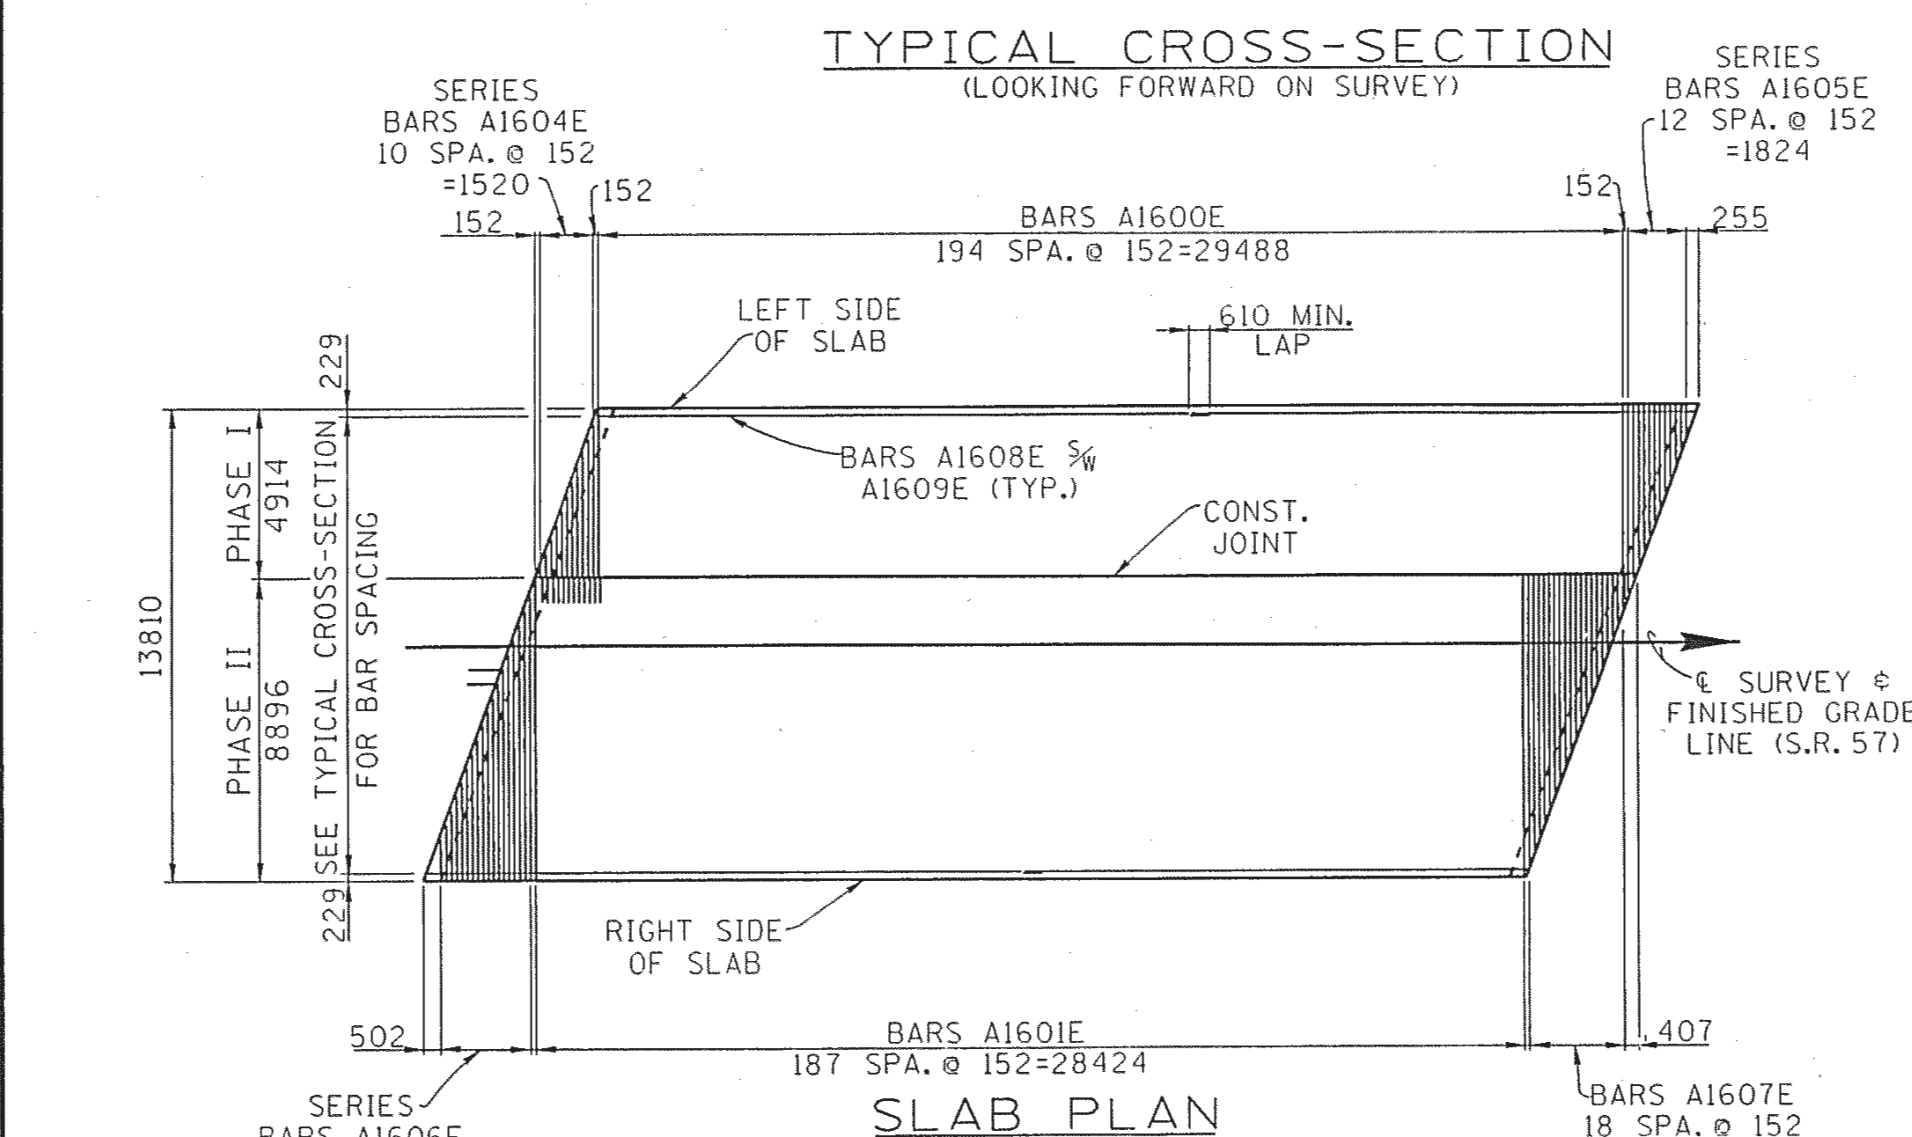 TYPICAL CROSS-SECTION
(LOOKING FORWARD ON SURVEY)
SERIES
BARS A1604E
10 SPA. @ 152
=1520
152
152
BARS A1600E
194 SPA. @ 152=29488
SERIES
BARS A1605E
12 SPA. @ 152
=1824
152
255
LEFT SIDE
OF SLAB
610 MIN.
LAP
229
BARS A1608E S/W
A1609E (TYP.)
CONST.
JOINT
PHASE I
4914
13810
PHASE II
8896
SEE TYPICAL CROSS-SECTION
FOR BAR SPACING
229
℄ SURVEY &
FINISHED GRADE
LINE (S.R. 57)
RIGHT SIDE
OF SLAB
502
BARS A1601E
187 SPA. @ 152=28424
407
SERIES
BARS A1606E
BARS A1607E
18 SPA. @ 152
SLAB PLAN